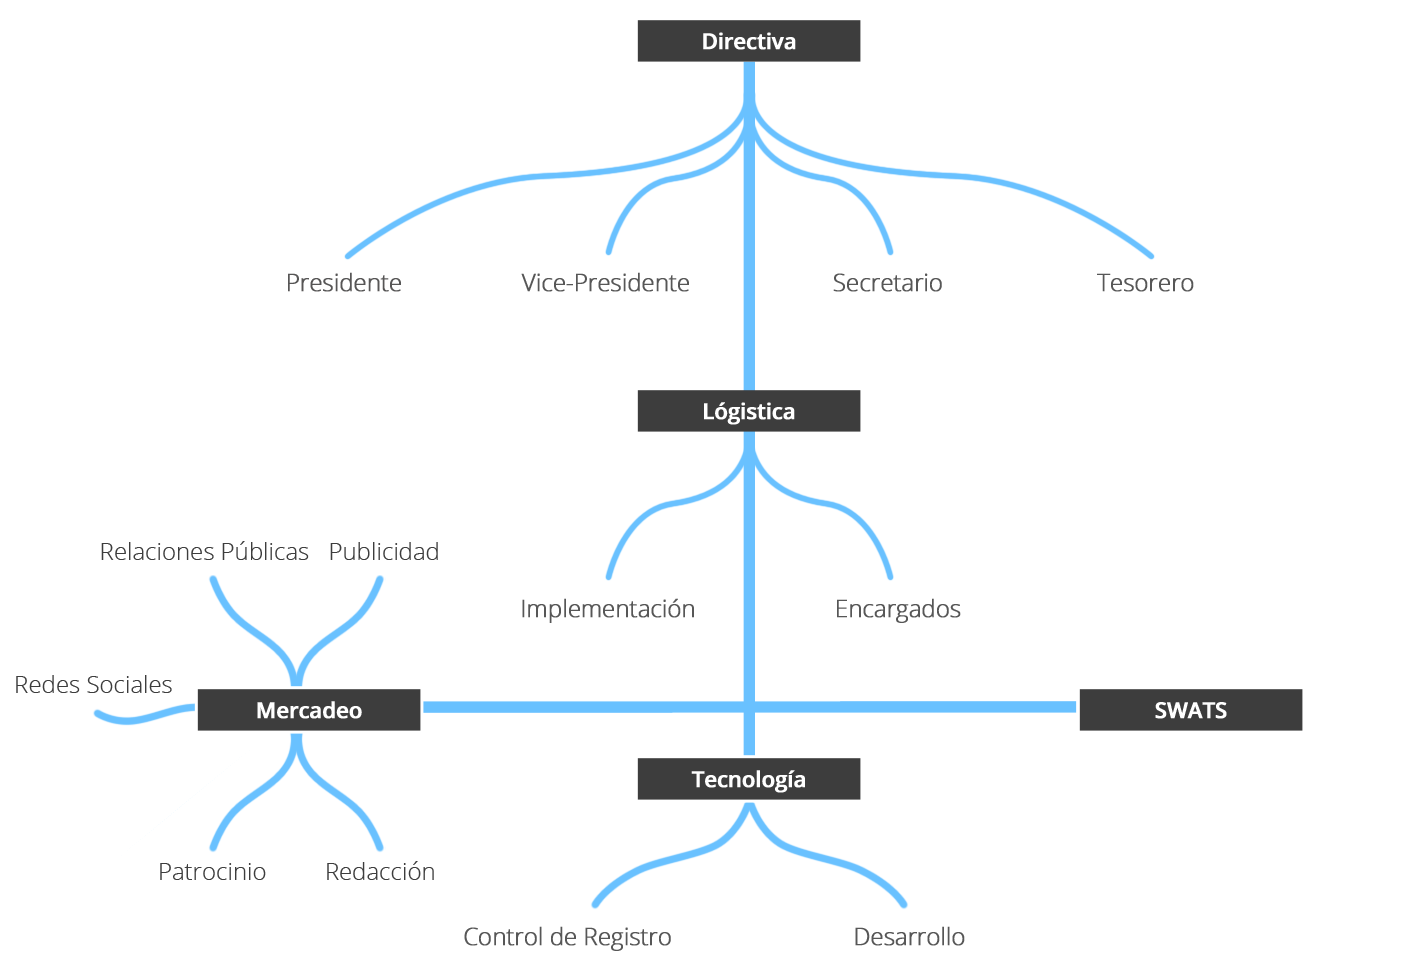 Directiva
Presidente
Vice-Presidente
Secretario
Tesorero
Lógistica
Implementación
Encargados
Relaciones Públicas
Publicidad
Redes Sociales
Mercadeo
SWATS
Patrocinio
Redacción
Tecnología
Control de Registro
Desarrollo